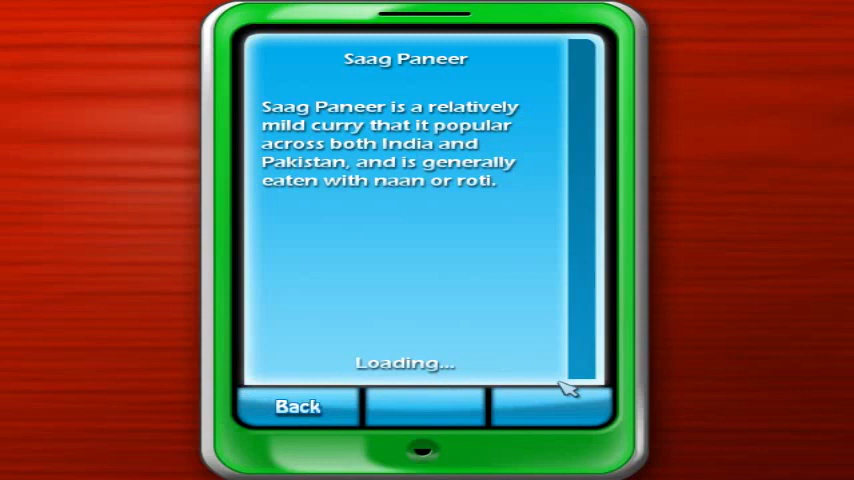 Saag Paneer
Saag Paneer is a relatively
mild curry that it popular
across both India and
Pakistan, and is generally
eaten with naan or roti.
Loading...
Back